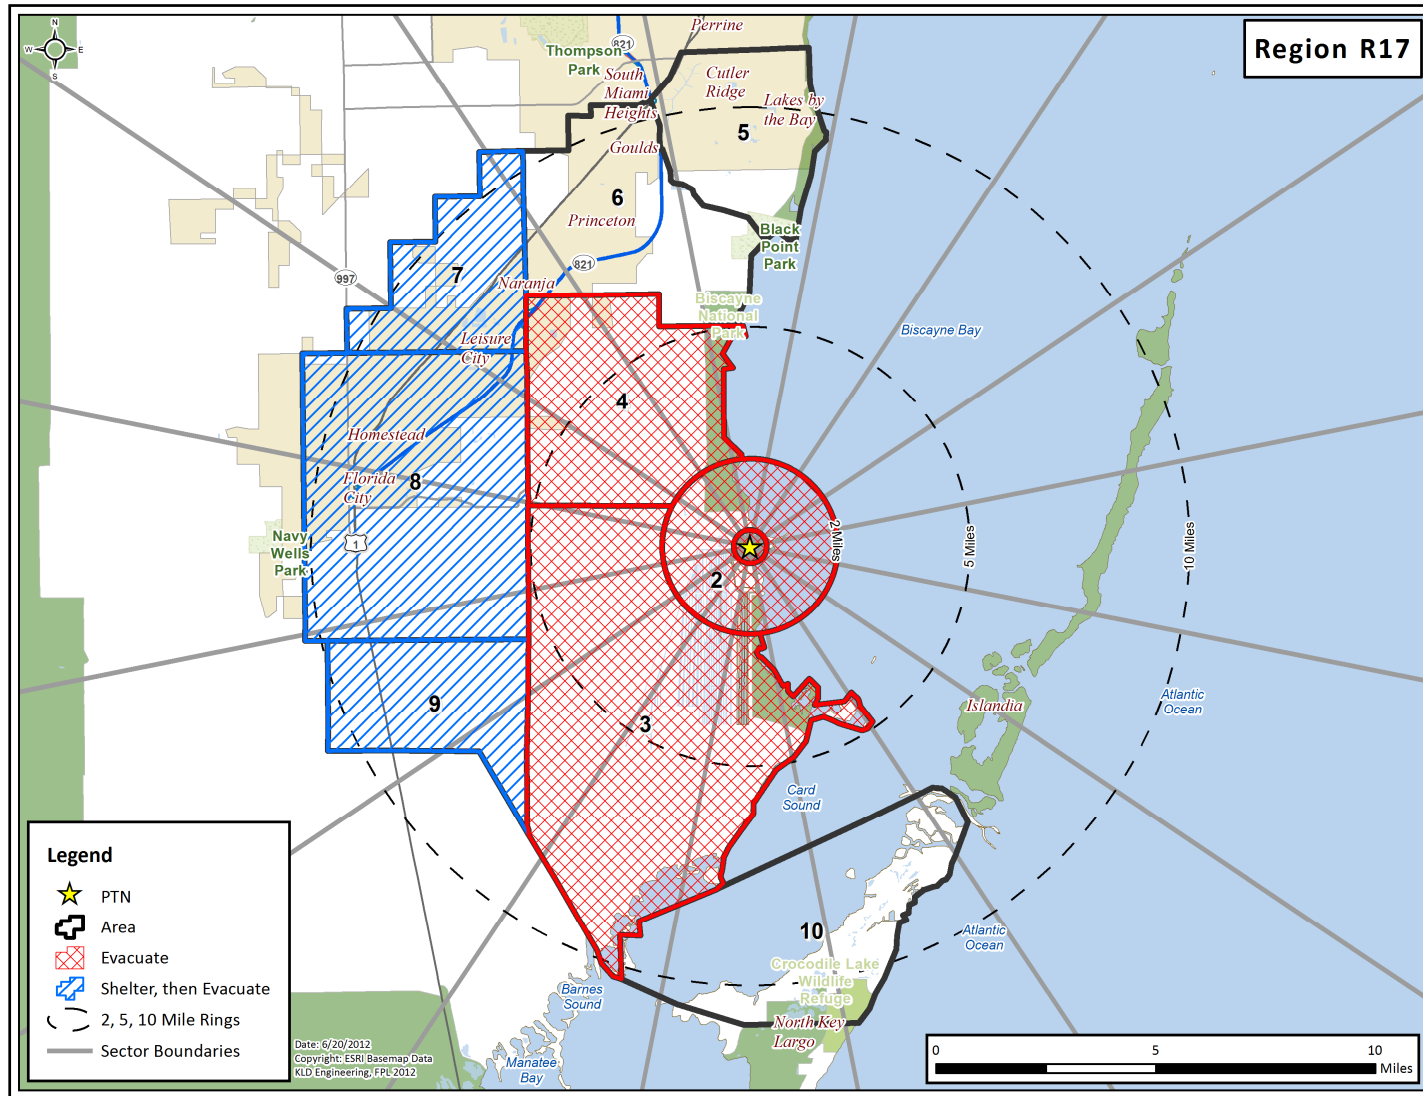 Region R17
N
W
E
S
Perrine
821
Thompson
Park
South
Miami
Heights
Cutler
Ridge
Lakes by
the Bay
5
Goulds
6
Princeton
Black
Point
Park
821
997
7
Naranja
Biscayne
National
Park
Biscayne Bay
Leisure
City
4
Homestead
Florida
City
8
Navy
Wells
Park
1
2 Miles
5 Miles
10 Miles
2
Atlantic
Ocean
Islandia
9
3
Card
Sound
10
Atlantic
Ocean
Crocodile Lake
Wildlife
Refuge
Barnes
Sound
North Key
Largo
Manatee
Bay
Legend
PTN
Area
Evacuate
Shelter, then Evacuate
2, 5, 10 Mile Rings
Sector Boundaries
Date: 6/20/2012
Copyright: ESRI Basemap Data
KLD Engineering, FPL 2012
0 5 10
Miles